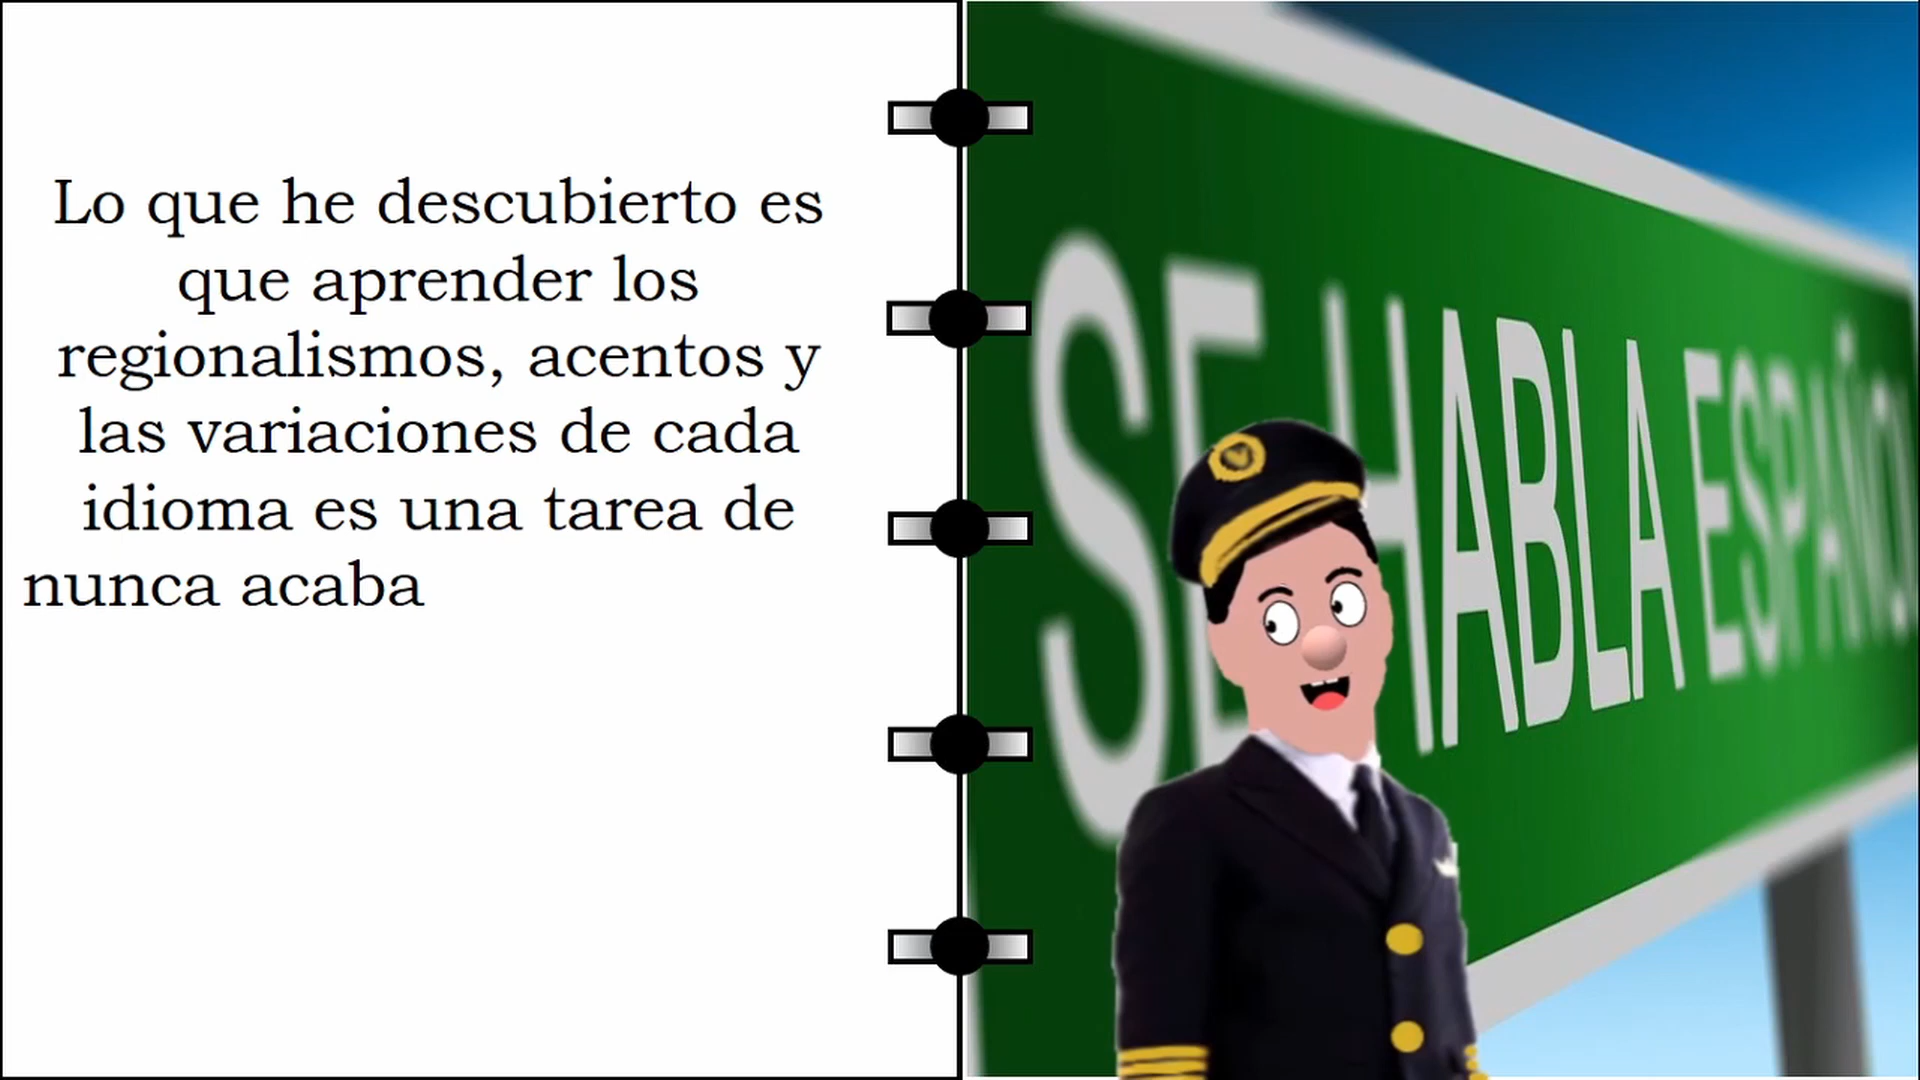 Lo que he descubierto es
que aprender los
regionalismos, acentos y
las variaciones de cada
idioma es una tarea de
nunca acaba
SE HABLA ESPAÑOL